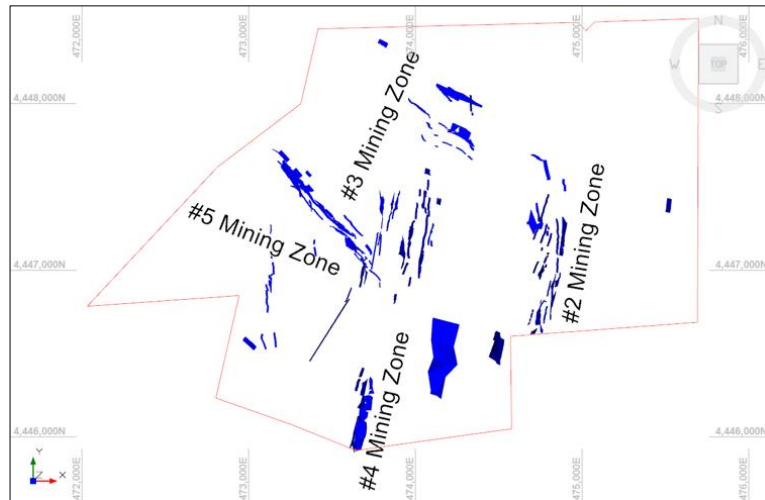 472,000E
473,000E
474,000E
475,000E
476,000E
N
W
TOP
E
S
4,448,000N
4,448,000N
#3 Mining Zone
#5 Mining Zone
#2 Mining Zone
4,447,000N
4,447,000N
#4 Mining Zone
4,446,000N
4,446,000N
Y
Z
X
472,000E
473,000E
474,000E
475,000E
476,000E